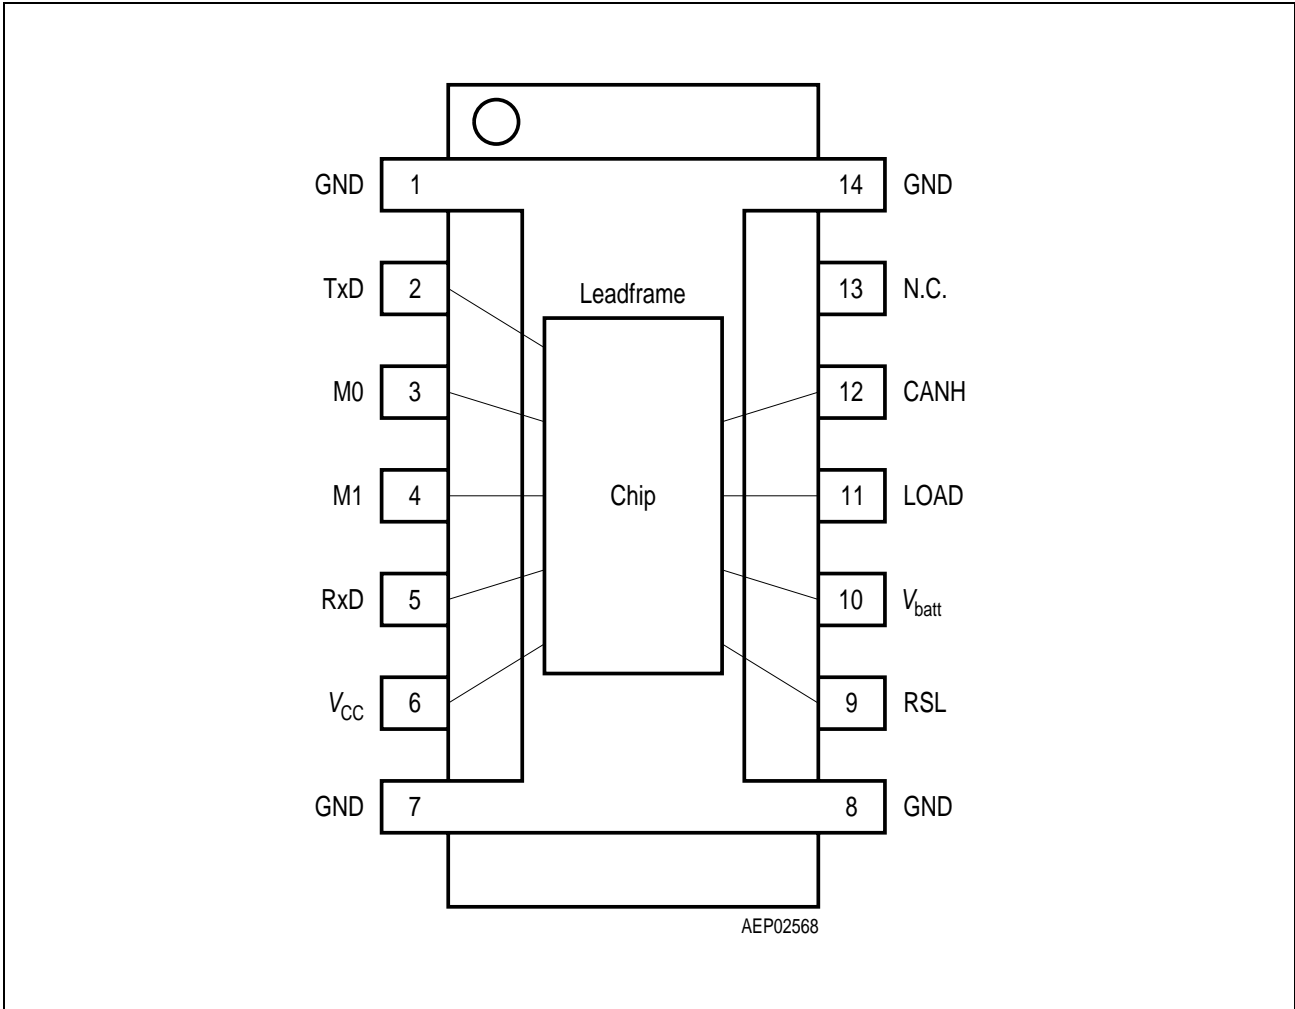 GND 1 14 GND
TxD 2 Leadframe 13 N.C.
M0 3 12 CANH
M1 4 Chip 11 LOAD
RxD 5 10 Vbatt
VCC 6 9 RSL
GND 7 8 GND
AEP02568